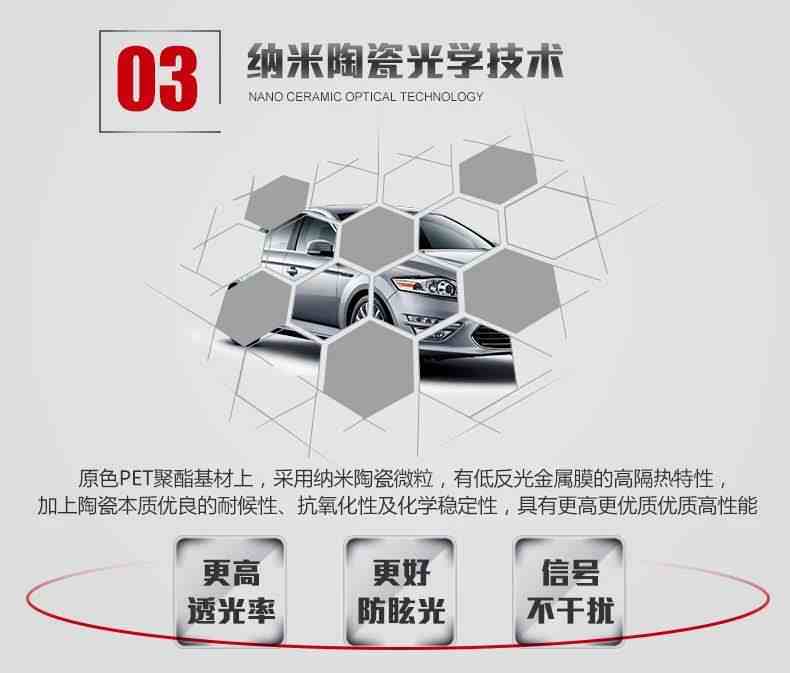 03
纳米陶瓷光学技术
NANO CERAMIC OPTICAL TECHNOLOGY
原色PET聚酯基材上，采用纳米陶瓷微粒，有低反光金属膜的高隔热特性，
加上陶瓷本质优良的耐候性、抗氧化性及化学稳定性，具有更高更优质优质高性能
更高
透光率
更好
防眩光
信号
不干扰